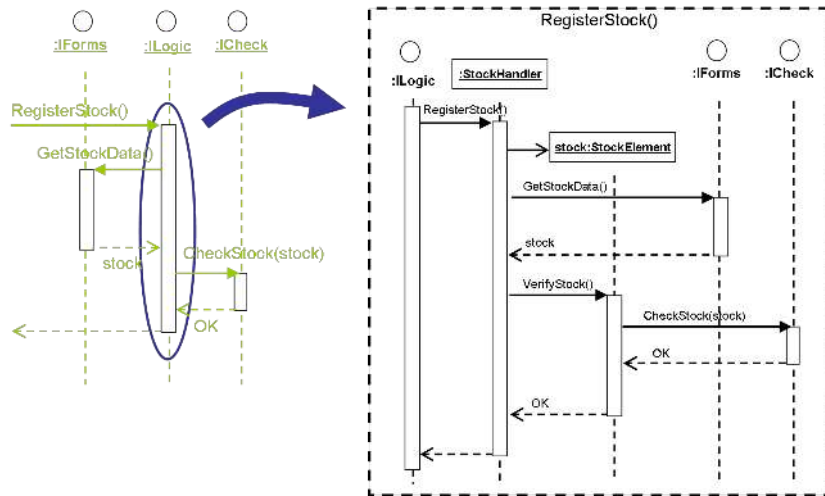 :IForms
:ILogic
:ICheck
RegisterStock()
GetStockData()
stock
CheckStock(stock)
OK
RegisterStock()
:ILogic
:StockHandler
:IForms
:ICheck
RegisterStock()
stock:StockElement
GetStockData()
stock
VerifyStock()
CheckStock(stock)
OK
OK